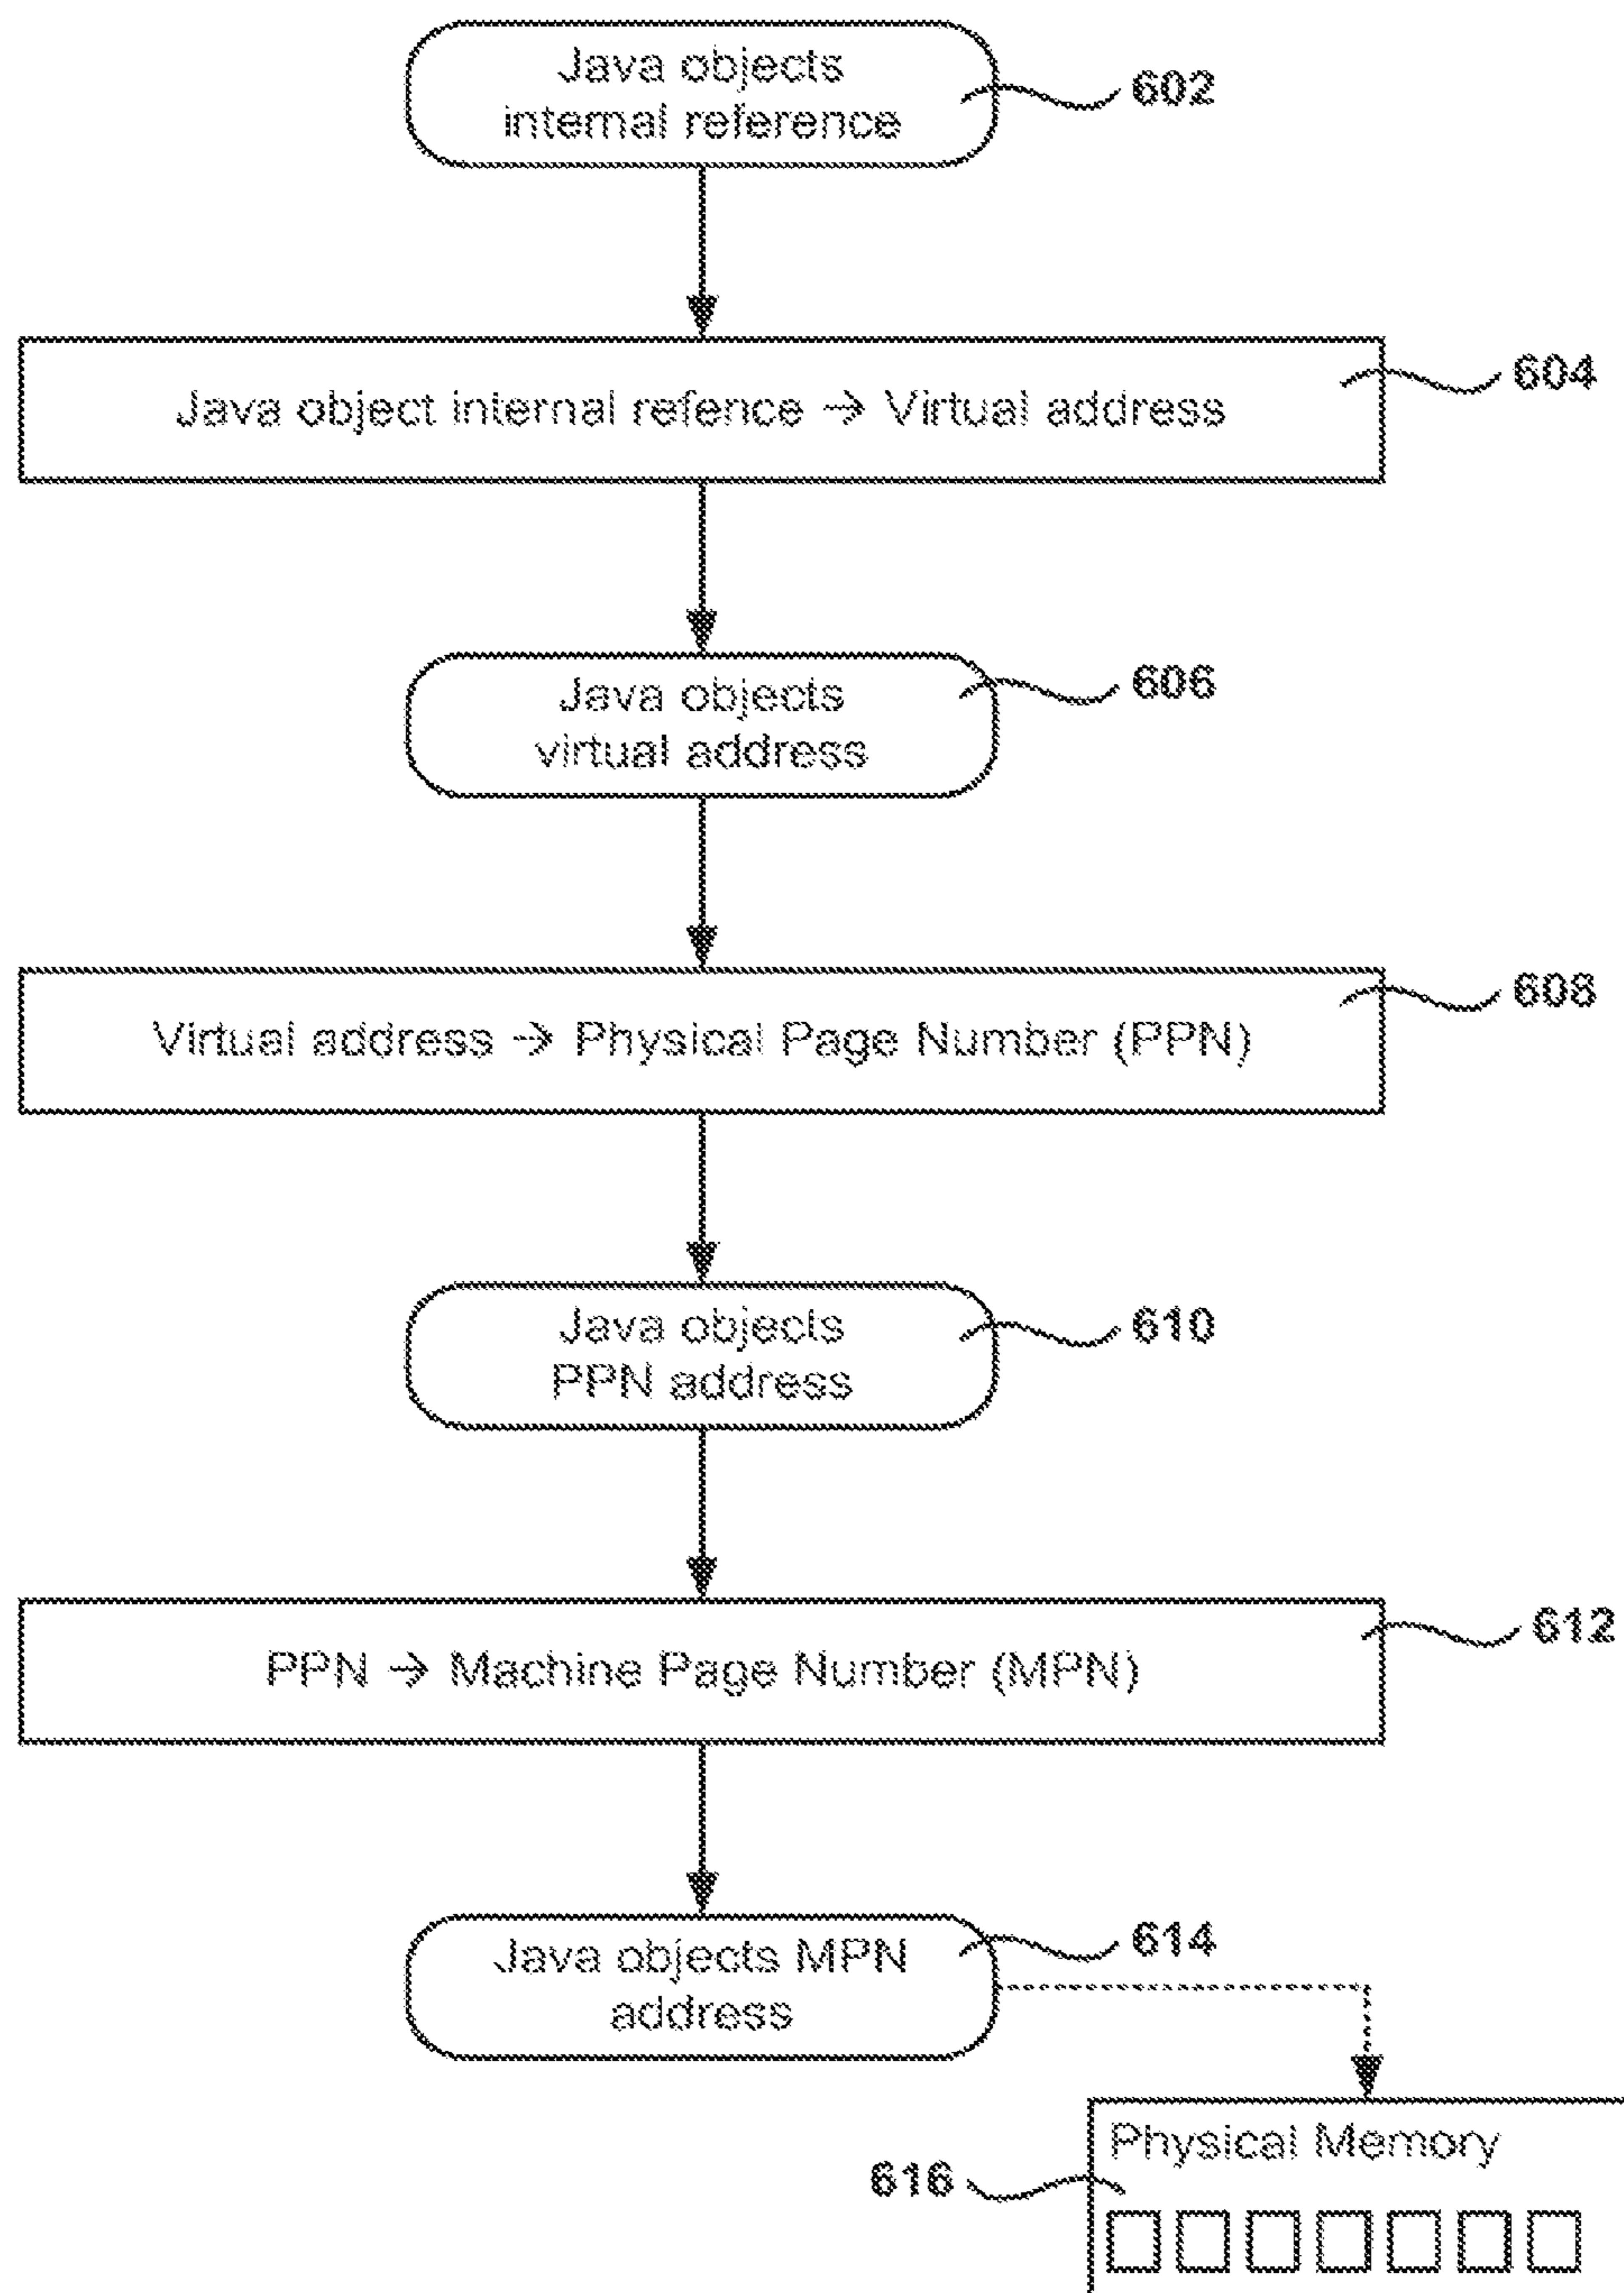 Java objects
internal reference
602
Java object internal refence → Virtual address
604
Java objects
virtual address
606
Virtual address → Physical Page Number (PPN)
608
Java objects
PPN address
610
PPN → Machine Page Number (MPN)
612
Java objects MPN
address
614
Physical Memory
616